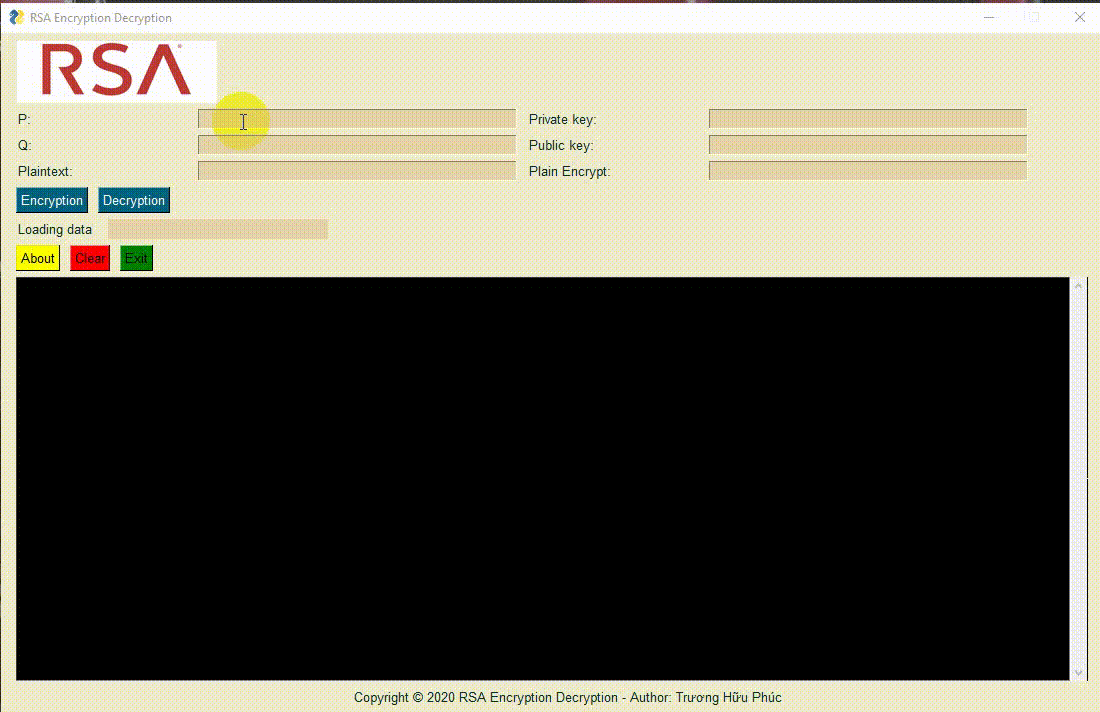 RSA Encryption Decryption
RSA
P:
Private key:
Q:
Public key:
Plaintext:
Plain Encrypt:
Encryption Decryption
Loading data
About Clear Exit
Copyright © 2020 RSA Encryption Decryption - Author: Trương Hữu Phúc